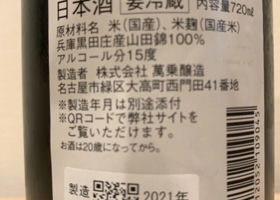 日本酒 要冷蔵 内容量720ml
原材料名 米（国産）、米麹（国産米）
兵庫黒田庄産山田錦100%
アルコール分15度
製造者 株式会社 萬乗醸造
名古屋市緑区大高町西門田41番地
※製造年月は別途添付
※QRコードで弊社サイトを
ご覧いただけます。
お酒は20歳になってから。
製造 2021年